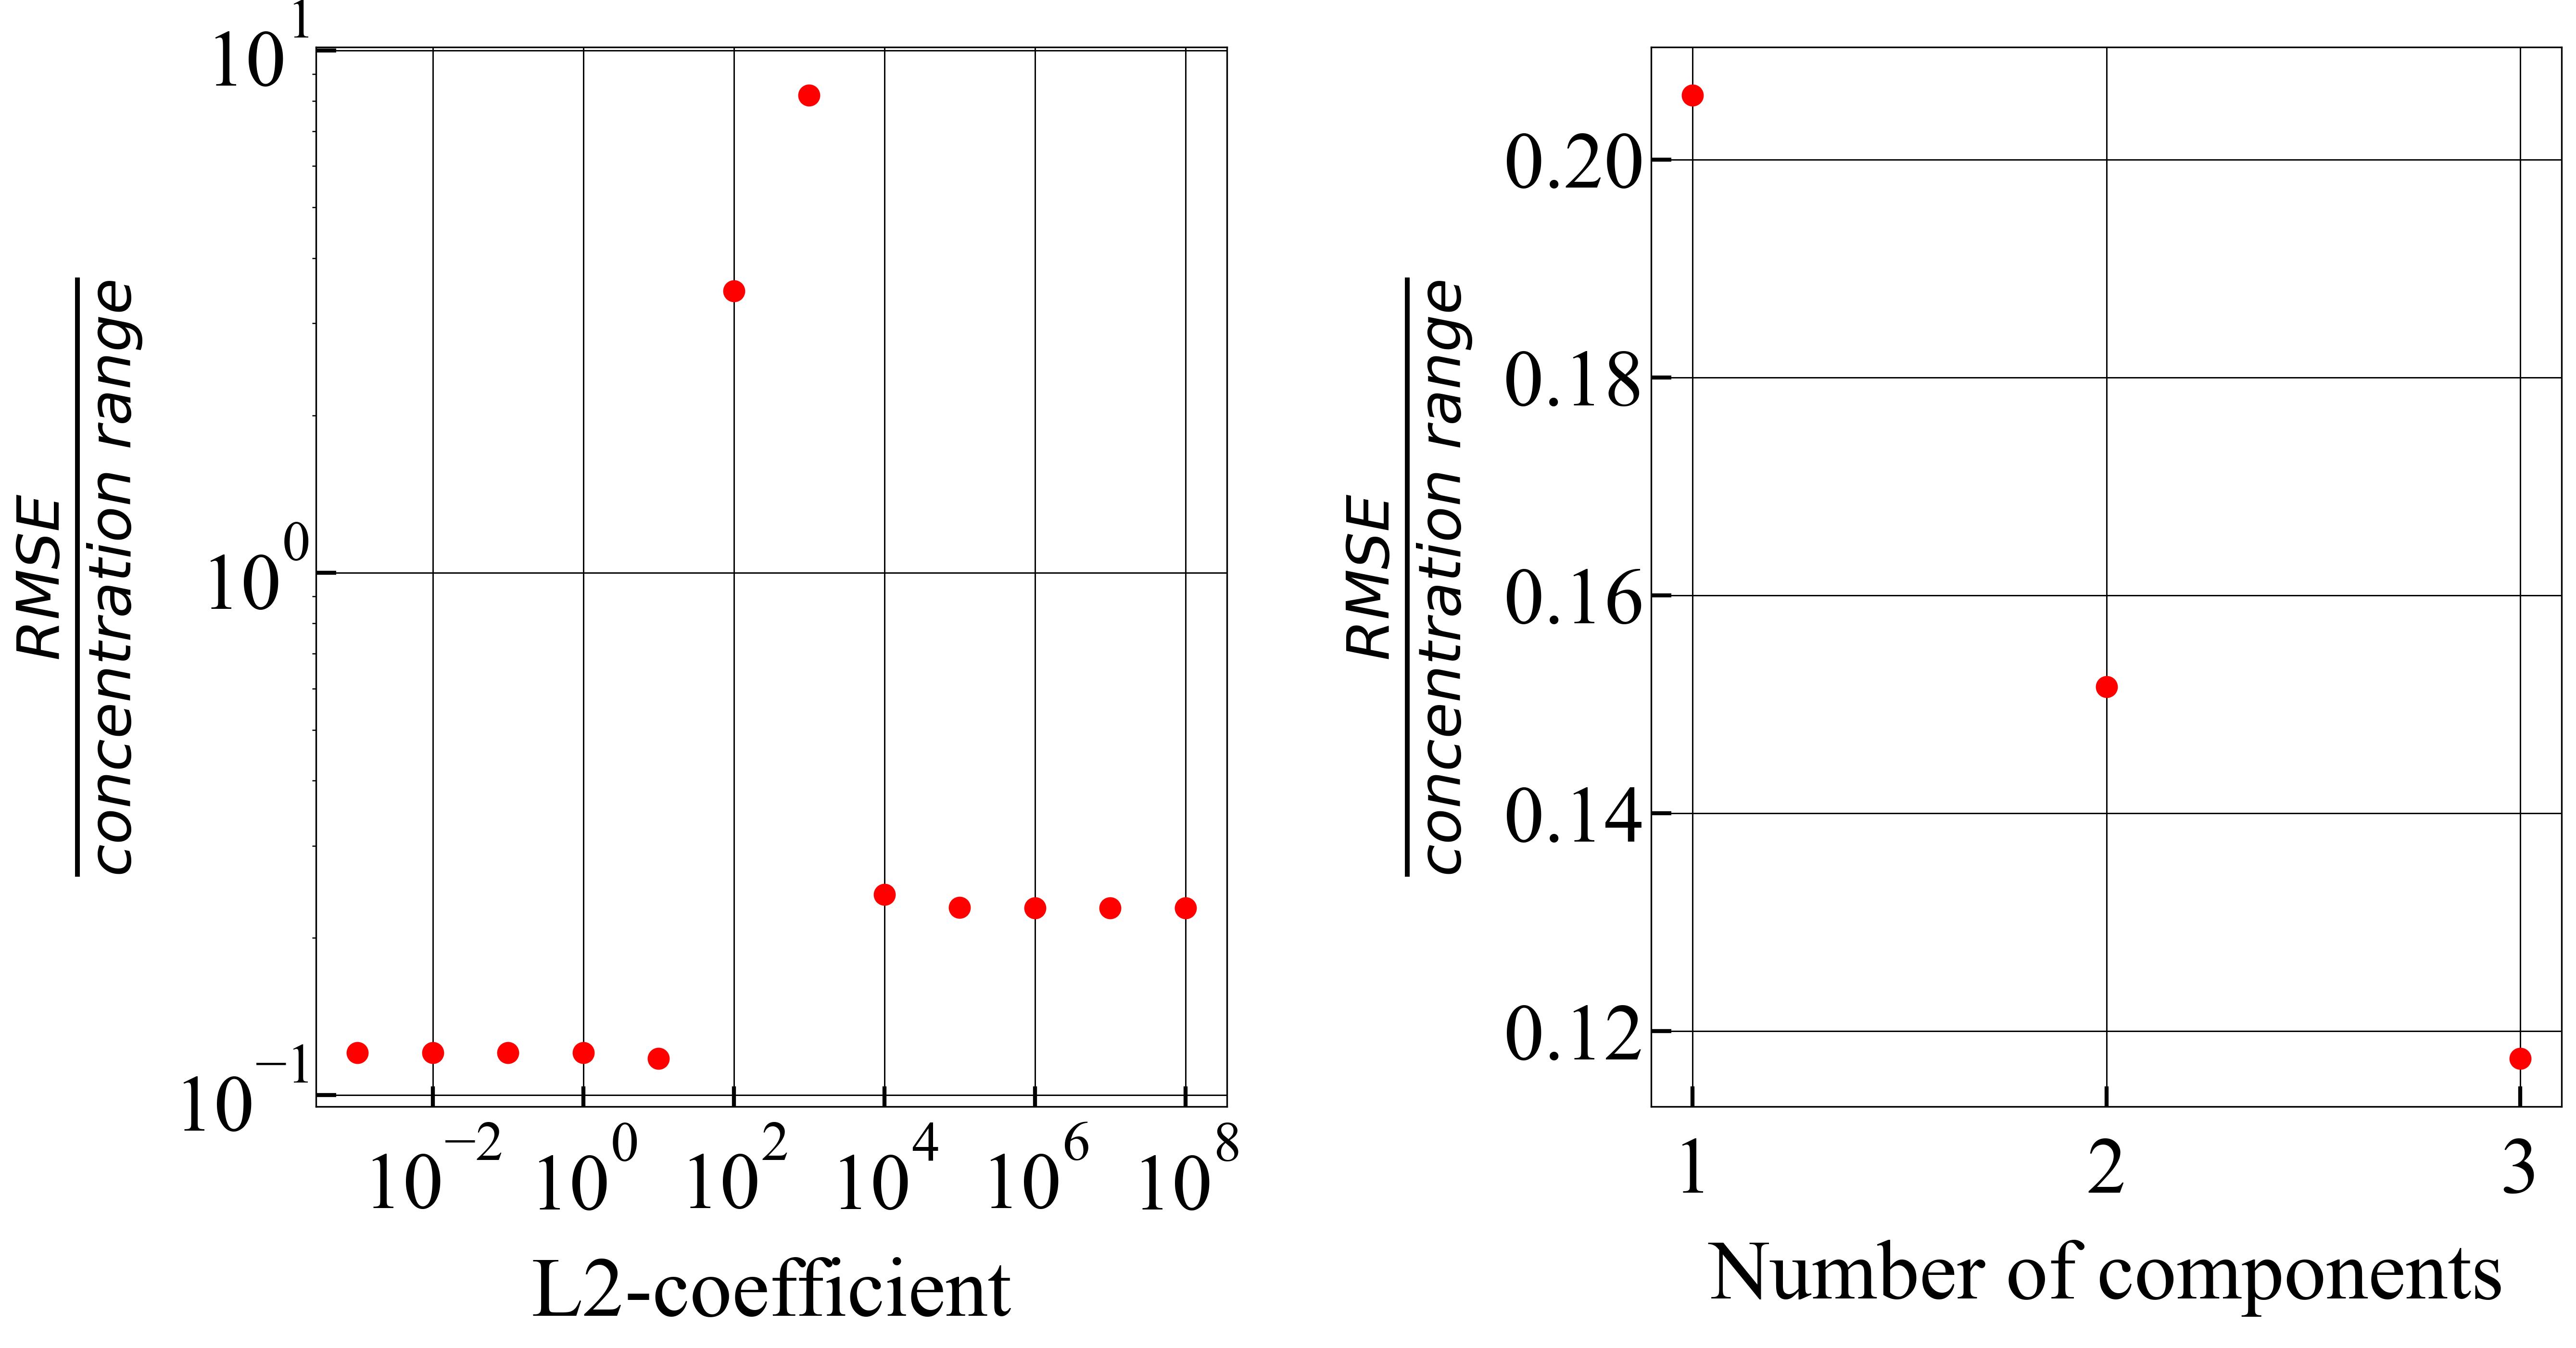 RMSE
concentration range
10^1
10^0
10^−1
10^−2 10^0 10^2 10^4 10^6 10^8
L2-coefficient
RMSE
concentration range
0.20
0.18
0.16
0.14
0.12
1 2 3
Number of components